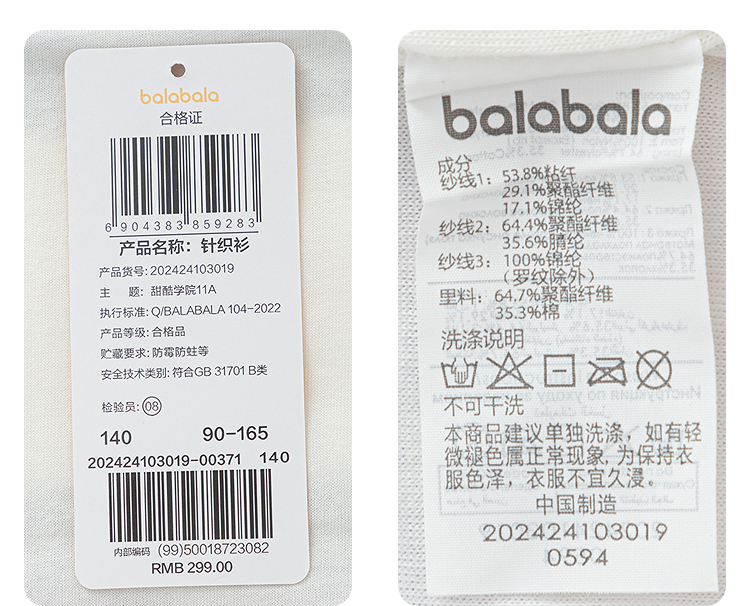 balabala
合格证
6 904383 859283
产品名称: 针织衫
产品货号: 202424103019
主 题: 甜酷学院11A
执行标准: Q/BALABALA 104-2022
产品等级: 合格品
贮藏要求: 防霉防蛀等
安全技术类别: 符合GB 31701 B类
检验员: 08
140 90-165
202424103019-00371 140
内部编码 (99)50018723082
RMB 299.00
balabala
成分
纱线1: 53.8%粘纤
29.1%聚酯纤维
17.1%锦纶
纱线2: 64.4%聚酯纤维
35.6%腈纶
纱线3: 100%锦纶
(罗纹除外)
里料: 64.7%聚酯纤维
35.3%棉
洗涤说明
不可干洗
本商品建议单独洗涤, 如有轻
微褪色属正常现象, 为保持衣
服色泽, 衣服不宜久浸。
中国制造
202424103019
0594